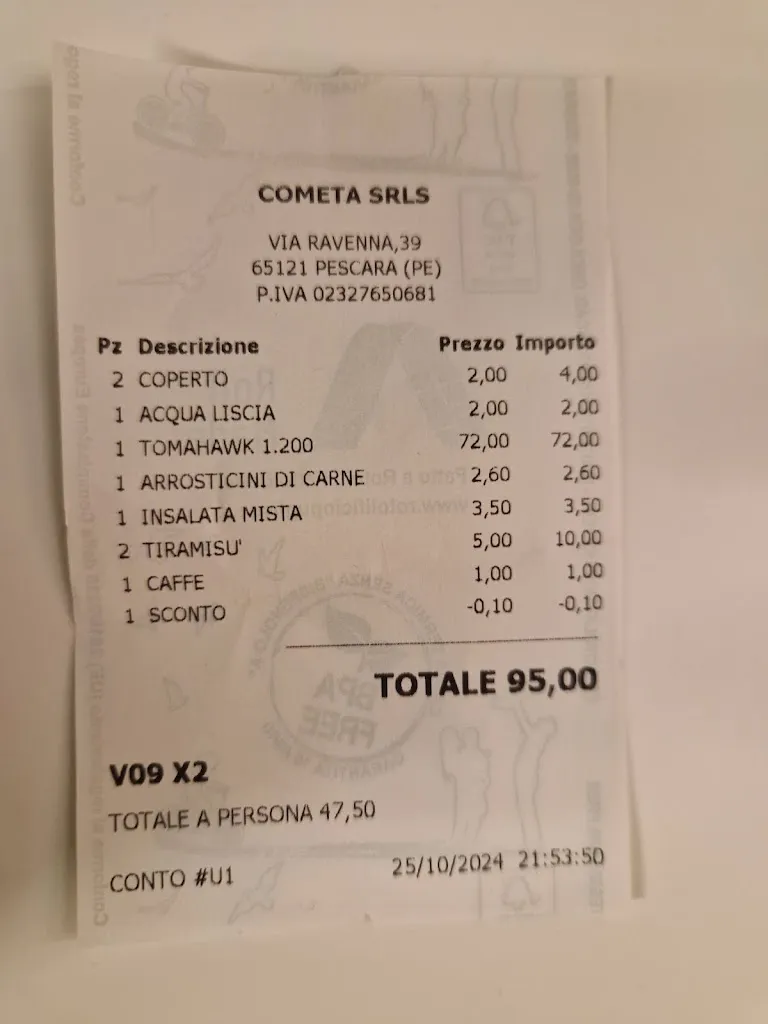 COMETA SRLS
VIA RAVENNA,39
65121 PESCARA (PE)
P.IVA 02327650681
Pz Descrizione Prezzo Importo
2 COPERTO 2,00 4,00
1 ACQUA LISCIA 2,00 2,00
1 TOMAHAWK 1.200 72,00 72,00
1 ARROSTICINI DI CARNE 2,60 2,60
1 INSALATA MISTA 3,50 3,50
2 TIRAMISU' 5,00 10,00
1 CAFFE 1,00 1,00
1 SCONTO -0,10 -0,10
TOTALE 95,00
V09 X2
TOTALE A PERSONA 47,50
CONTO #U1 25/10/2024 21:53:50
BPA
FREE